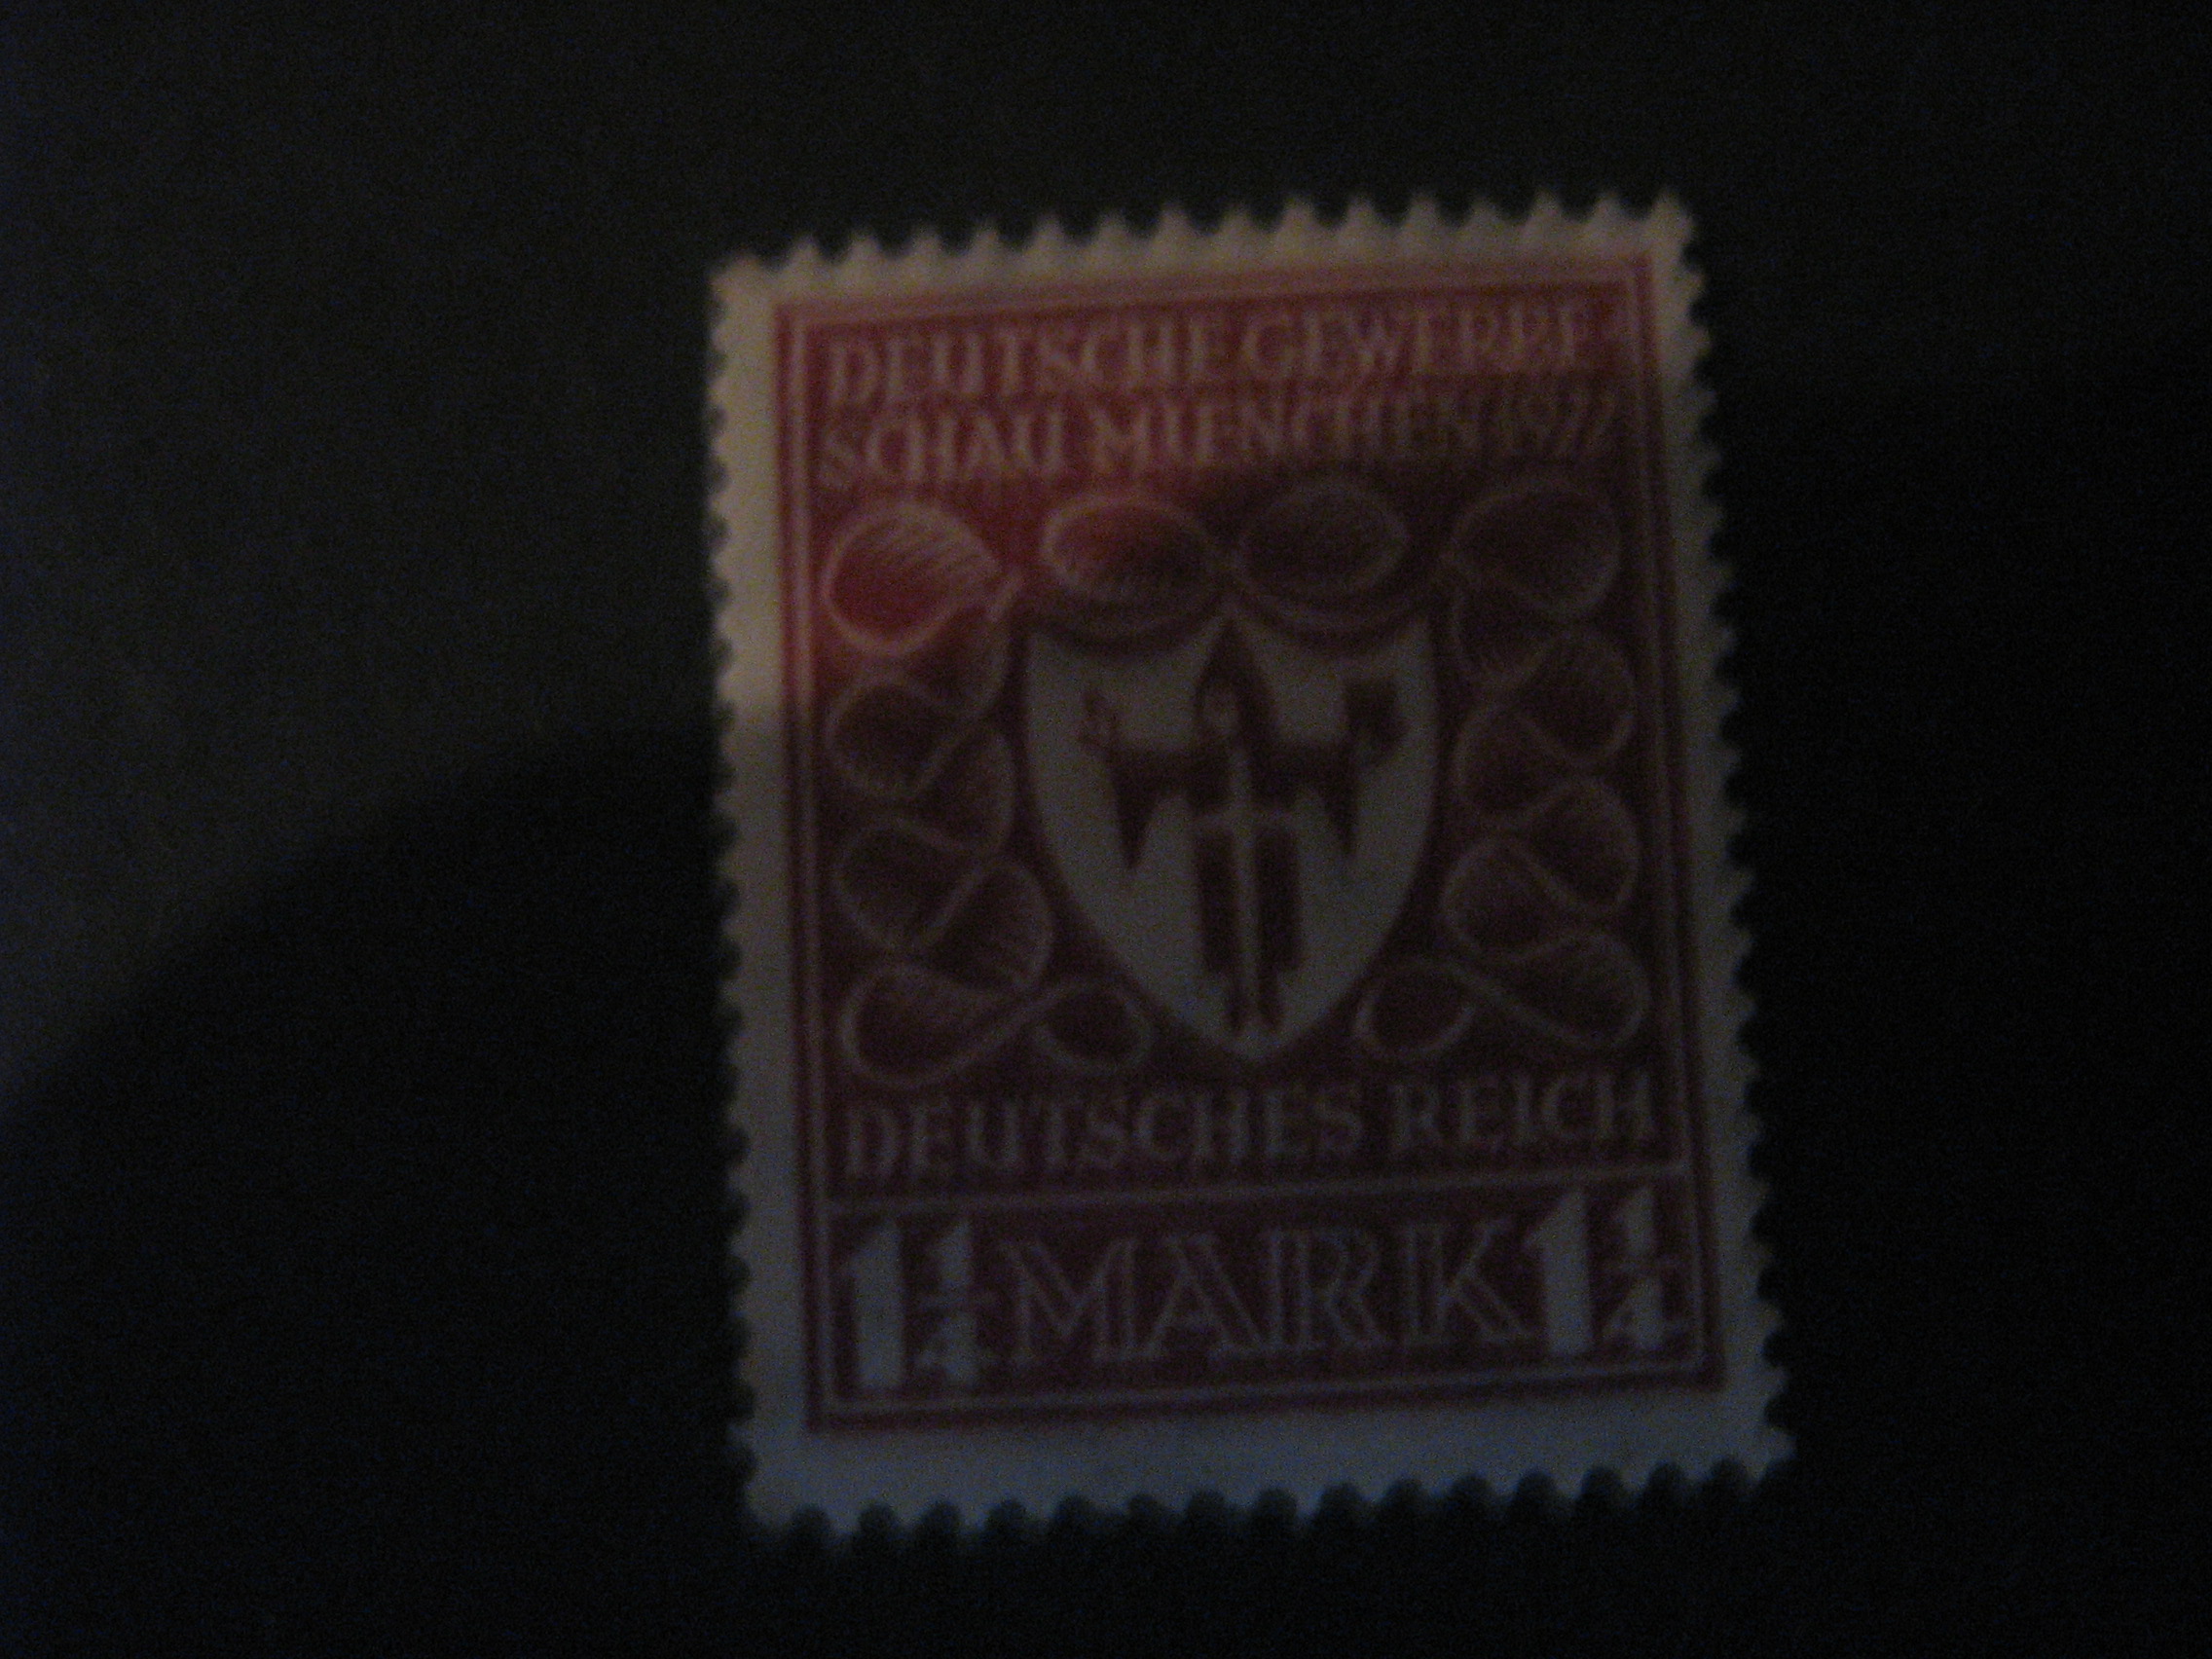 DEUTSCHE GEWERBE
SCHAU MUENCHEN 1922
DEUTSCHES REICH
1 1/4 MARK 1 1/4